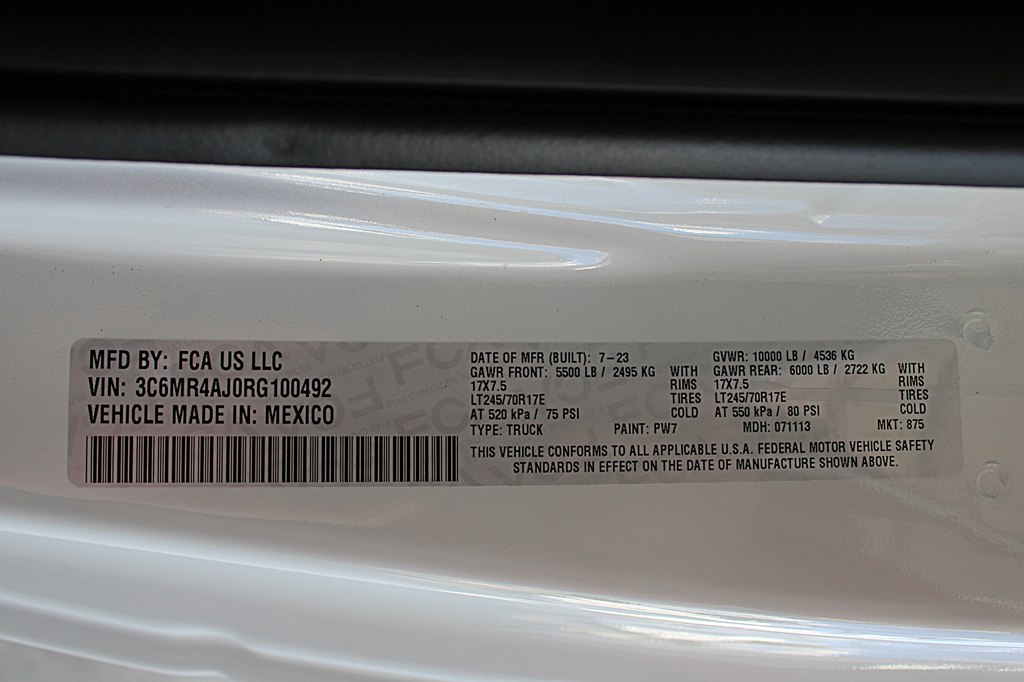 MFD BY: FCA US LLC
VIN: 3C6MR4AJ0RG100492
VEHICLE MADE IN: MEXICO
DATE OF MFR (BUILT): 7-23
GAWR FRONT: 5500 LB / 2495 KG WITH
17X7.5 RIMS
LT245/70R17E TIRES
AT 520 kPa / 75 PSI COLD
TYPE: TRUCK PAINT: PW7
GVWR: 10000 LB / 4536 KG
GAWR REAR: 6000 LB / 2722 KG WITH
17X7.5 RIMS
LT245/70R17E TIRES
AT 550 kPa / 80 PSI COLD
MDH: 071113 MKT: 875
THIS VEHICLE CONFORMS TO ALL APPLICABLE U.S.A. FEDERAL MOTOR VEHICLE SAFETY
STANDARDS IN EFFECT ON THE DATE OF MANUFACTURE SHOWN ABOVE.